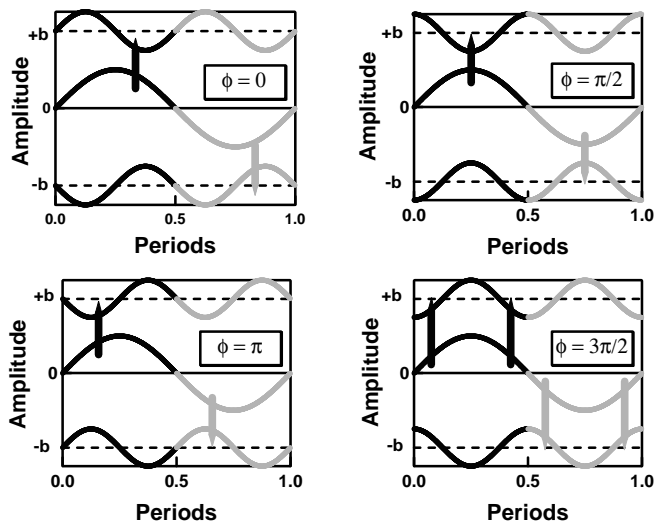 +b
0
-b
Amplitude
ϕ = 0
0.0 0.5 1.0
Periods
+b
0
-b
Amplitude
ϕ = π/2
0.0 0.5 1.0
Periods
+b
0
-b
Amplitude
ϕ = π
0.0 0.5 1.0
Periods
+b
0
-b
Amplitude
ϕ = 3π/2
0.0 0.5 1.0
Periods